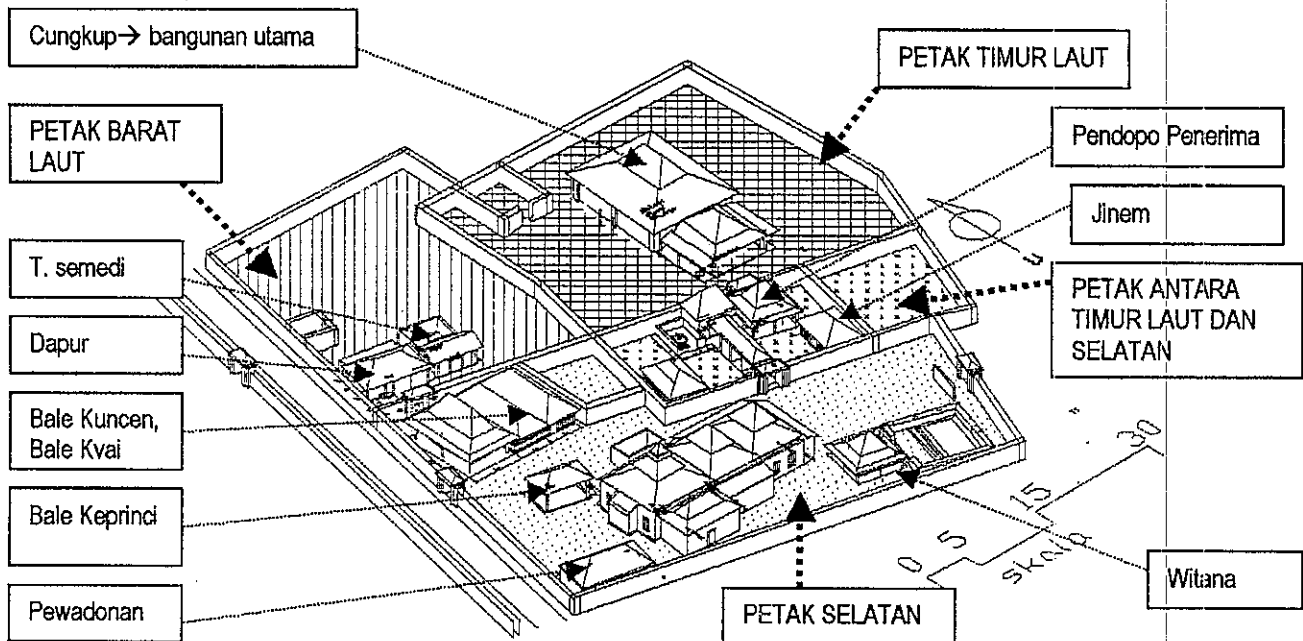 Cungkup→ bangunan utama
PETAK TIMUR LAUT
PETAK BARAT
LAUT
Pendopo Penerima
Jinem
T. semedi
PETAK ANTARA
TIMUR LAUT DAN
SELATAN
Dapur
Bale Kuncen,
Bale Kvai
Bale Keprinci
Pewadonan
PETAK SELATAN
Witana
0 5 15 30
skala